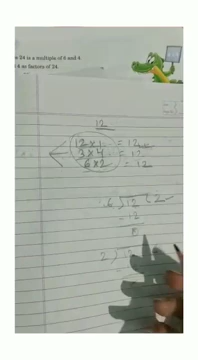 24 is a multiple of 6 and 4.
4 as factors of 24.
12
12 × 1 = 12
3 × 4 = 12
6 × 2 = 12
6 ) 12 ( 2
- 12
2 )